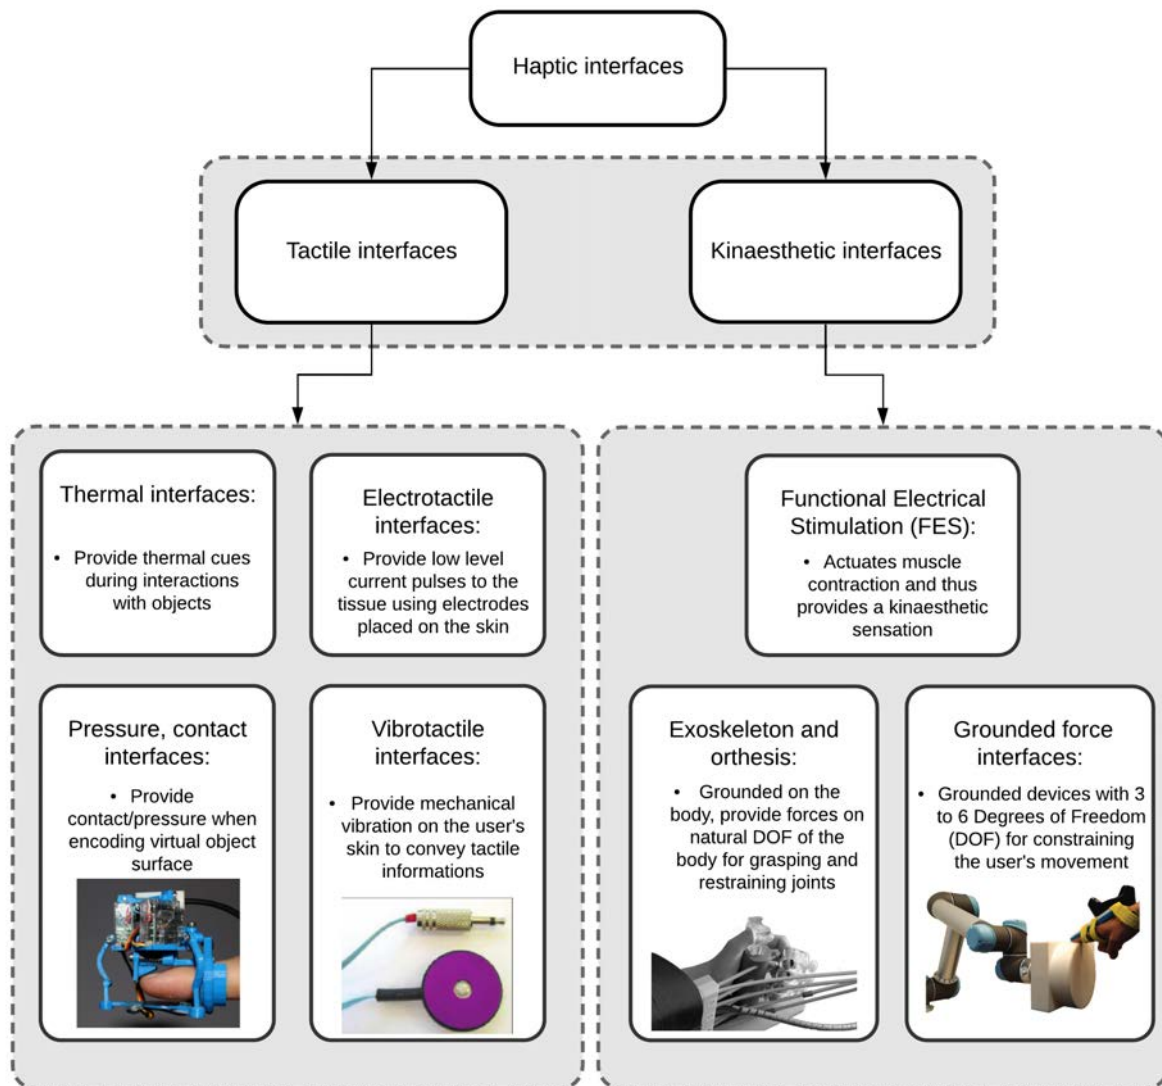 Haptic interfaces
Tactile interfaces
Kinaesthetic interfaces
Thermal interfaces:
• Provide thermal cues
during interactions
with objects
Electrotactile
interfaces:
• Provide low level
current pulses to the
tissue using electrodes
placed on the skin
Functional Electrical
Stimulation (FES):
• Actuates muscle
contraction and thus
provides a kinaesthetic
sensation
Pressure, contact
interfaces:
• Provide
contact/pressure when
encoding virtual object
surface
Vibrotactile
interfaces:
• Provide mechanical
vibration on the user's
skin to convey tactile
informations
Exoskeleton and
orthesis:
• Grounded on the
body, provide forces on
natural DOF of the
body for grasping and
restraining joints
Grounded force
interfaces:
• Grounded devices with 3
to 6 Degrees of Freedom
(DOF) for constraining
the user's movement